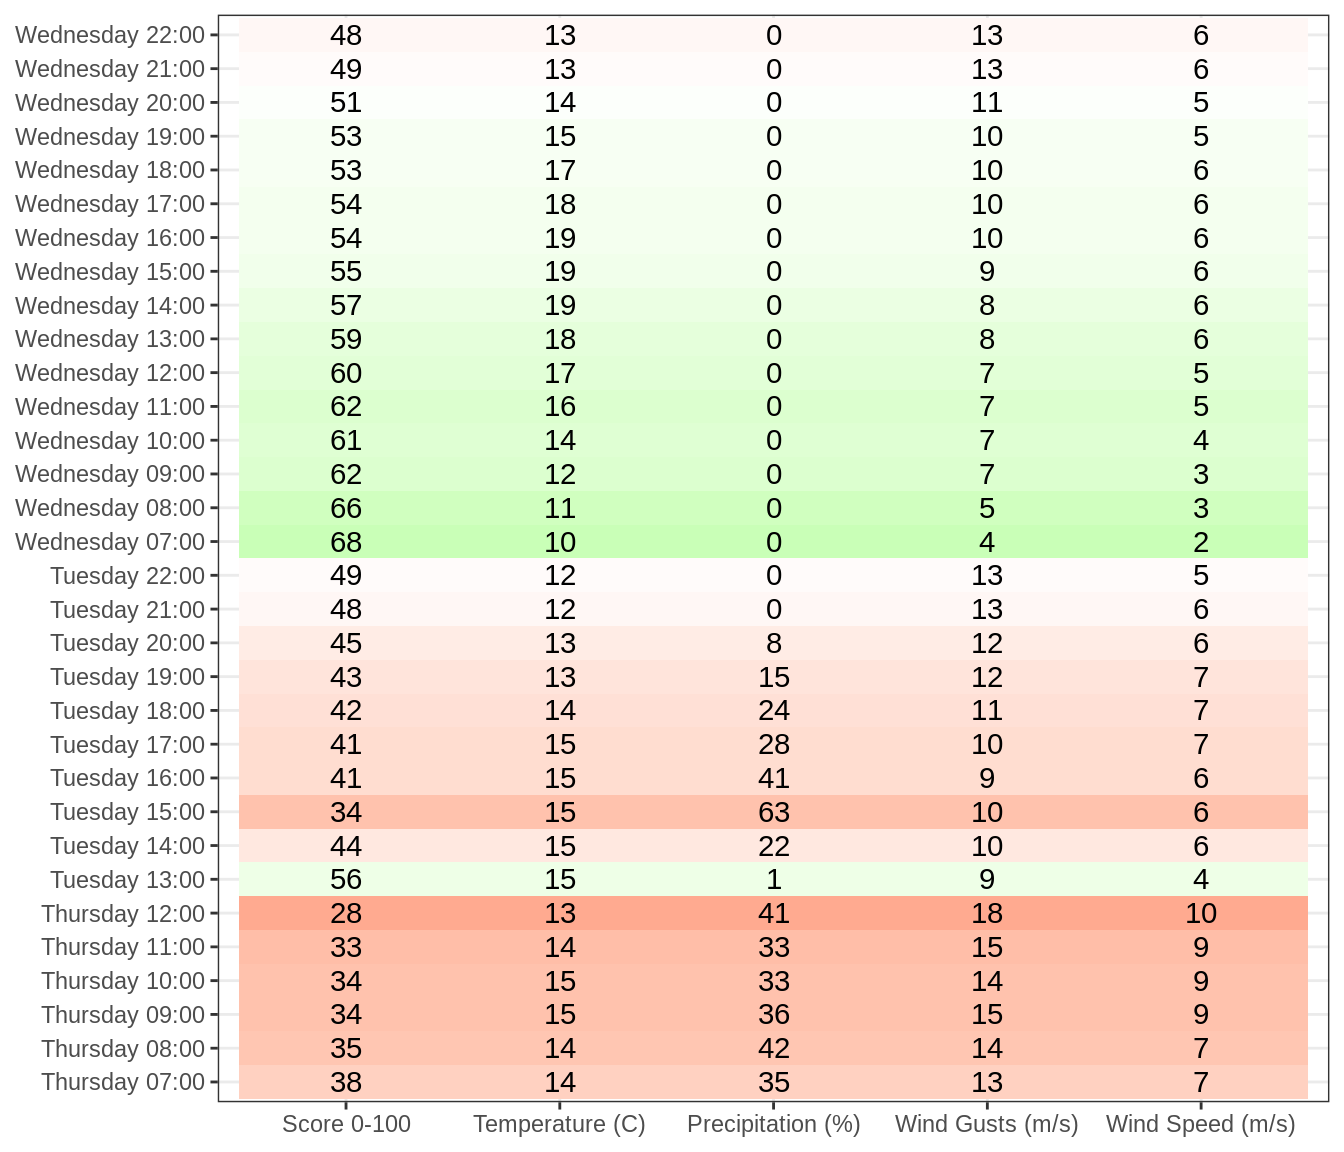 Wednesday 22:00 48 13 0 13 6
Wednesday 21:00 49 13 0 13 6
Wednesday 20:00 51 14 0 11 5
Wednesday 19:00 53 15 0 10 5
Wednesday 18:00 53 17 0 10 6
Wednesday 17:00 54 18 0 10 6
Wednesday 16:00 54 19 0 10 6
Wednesday 15:00 55 19 0 9 6
Wednesday 14:00 57 19 0 8 6
Wednesday 13:00 59 18 0 8 6
Wednesday 12:00 60 17 0 7 5
Wednesday 11:00 62 16 0 7 5
Wednesday 10:00 61 14 0 7 4
Wednesday 09:00 62 12 0 7 3
Wednesday 08:00 66 11 0 5 3
Wednesday 07:00 68 10 0 4 2
Tuesday 22:00 49 12 0 13 5
Tuesday 21:00 48 12 0 13 6
Tuesday 20:00 45 13 8 12 6
Tuesday 19:00 43 13 15 12 7
Tuesday 18:00 42 14 24 11 7
Tuesday 17:00 41 15 28 10 7
Tuesday 16:00 41 15 41 9 6
Tuesday 15:00 34 15 63 10 6
Tuesday 14:00 44 15 22 10 6
Tuesday 13:00 56 15 1 9 4
Thursday 12:00 28 13 41 18 10
Thursday 11:00 33 14 33 15 9
Thursday 10:00 34 15 33 14 9
Thursday 09:00 34 15 36 15 9
Thursday 08:00 35 14 42 14 7
Thursday 07:00 38 14 35 13 7
Score 0-100 Temperature (C) Precipitation (%) Wind Gusts (m/s) Wind Speed (m/s)